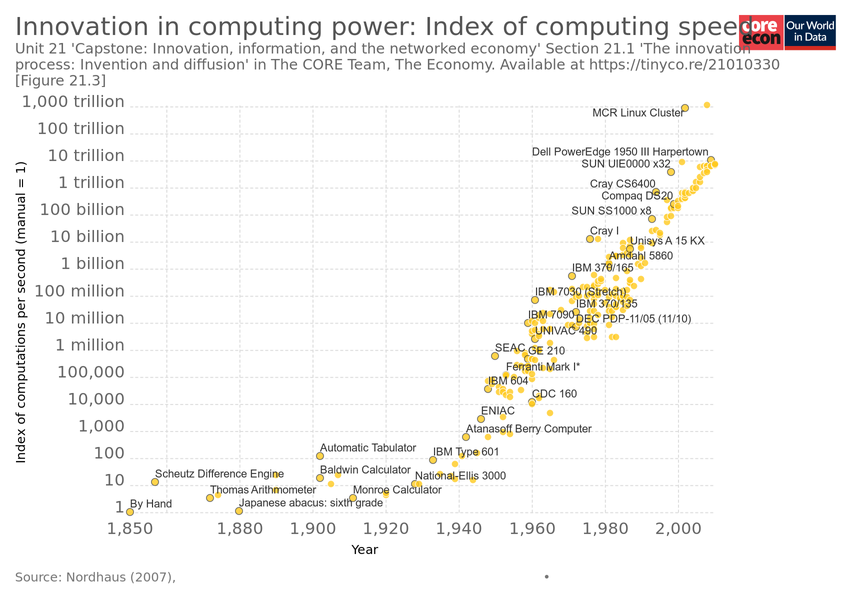 Innovation in computing power: Index of computing speed
core
econ
Our World
in Data
Unit 21 'Capstone: Innovation, information, and the networked economy' Section 21.1 'The innovation
process: Invention and diffusion' in The CORE Team, The Economy. Available at https://tinyco.re/21010330
[Figure 21.3]
1,000 trillion
MCR Linux Cluster
100 trillion
10 trillion
Dell PowerEdge 1950 III Harpertown
SUN UIE0000 x32
1 trillion
Cray CS6400
Compaq DS20
100 billion
SUN SS1000 x8
10 billion
Cray I
Unisys A 15 KX
Amdahl 5860
1 billion
IBM 370/165
100 million
IBM 7030 (Stretch)
IBM 370/135
10 million
IBM 7090
DEC PDP-11/05 (11/10)
UNIVAC 490
1 million
SEAC
GE 210
Ferranti Mark I*
100,000
IBM 604
CDC 160
10,000
ENIAC
1,000
Atanasoff Berry Computer
100
Automatic Tabulator
IBM Type 601
10
Scheutz Difference Engine
Baldwin Calculator
National-Ellis 3000
Thomas Arithmometer
Monroe Calculator
1
By Hand
Japanese abacus: sixth grade
Index of computations per second (manual = 1)
1,850
1,880
1,900
1,920
1,940
1,960
1,980
2,000
Year
Source: Nordhaus (2007),
•